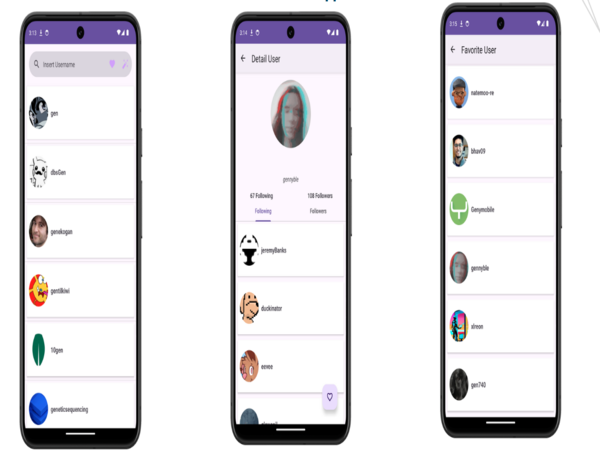 3:13
Insert Username
gen
dbsGen
genekogan
gentilkiwi
10gen
geneticsequencing
3:14
Detail User
gennyble
67 Following
108 Followers
Following
Followers
jeremyBanks
duckinator
eevee
3:15
Favorite User
natemoo-re
bhav09
Genymobile
gennyble
xlreon
gen740